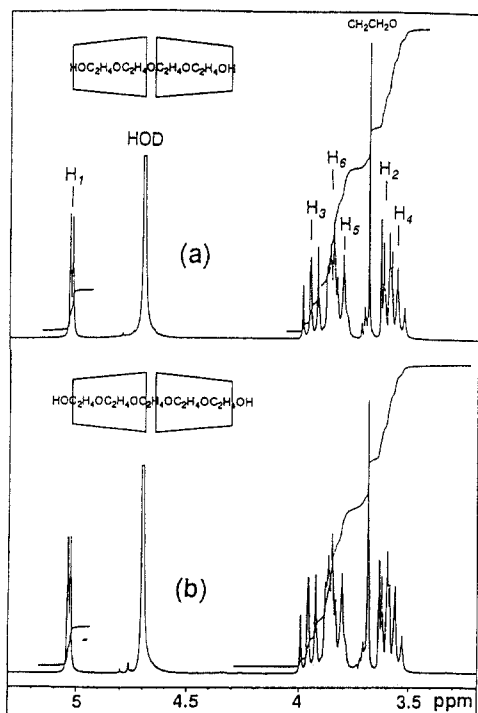 CH₂CH₂O
HOC₂H₄OC₂H₄OC₂H₄OC₂H₄OH
HOD
H₁
H₆
H₂
H₃
H₅
H₄
(a)
HOC₂H₄OC₂H₄OC₂H₄OC₂H₄OC₂H₄OH
(b)
5 4.5 4 3.5 ppm